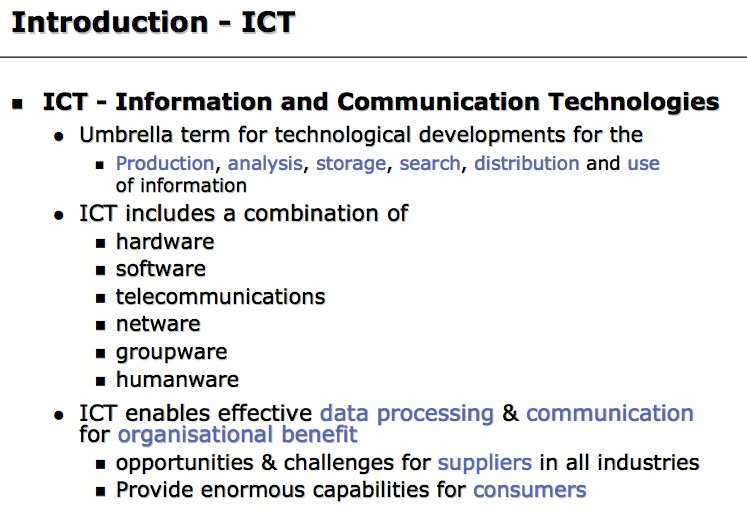 Introduction - ICT
ICT - Information and Communication Technologies
Umbrella term for technological developments for the
Production, analysis, storage, search, distribution and use
of information
ICT includes a combination of
hardware
software
telecommunications
netware
groupware
humanware
ICT enables effective data processing & communication
for organisational benefit
opportunities & challenges for suppliers in all industries
Provide enormous capabilities for consumers